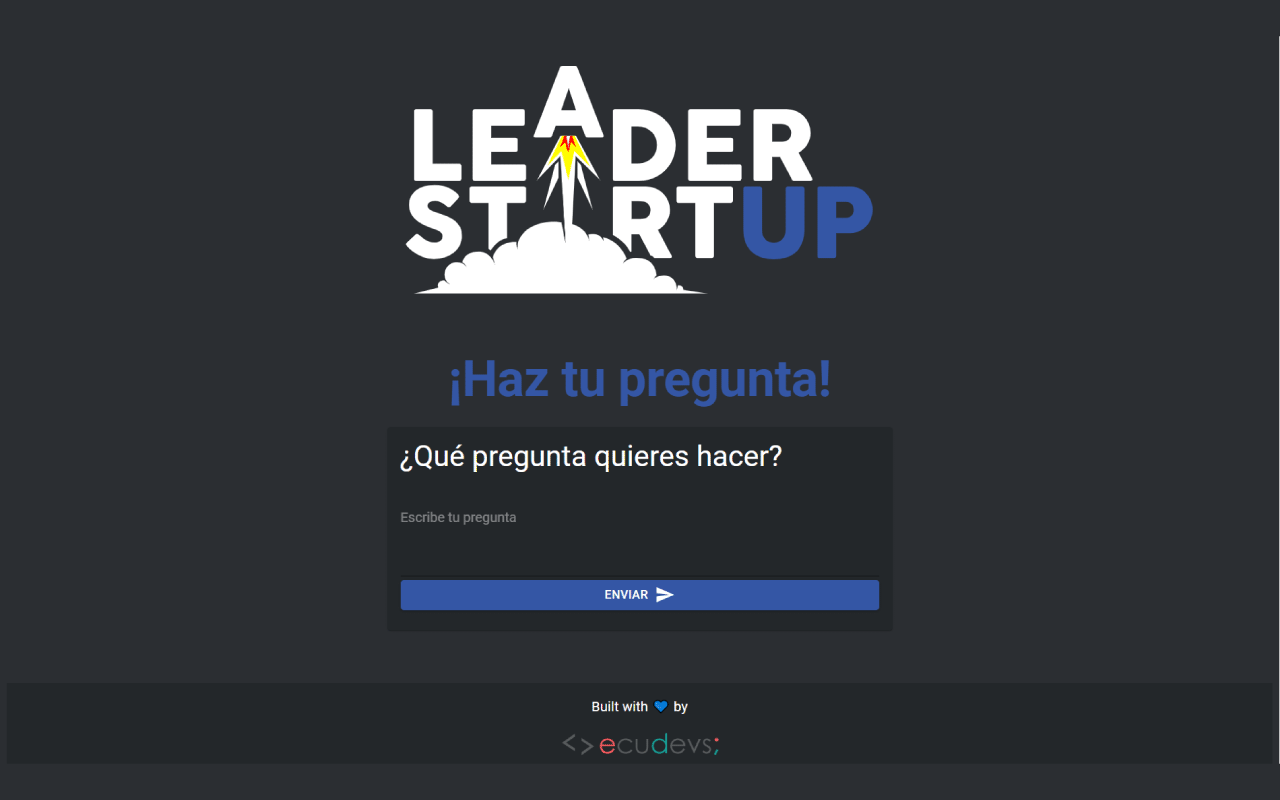 LEADER
STARTUP
¡Haz tu pregunta!
¿Qué pregunta quieres hacer?
Escribe tu pregunta
ENVIAR
Built with 💙 by
<> ecudevs;